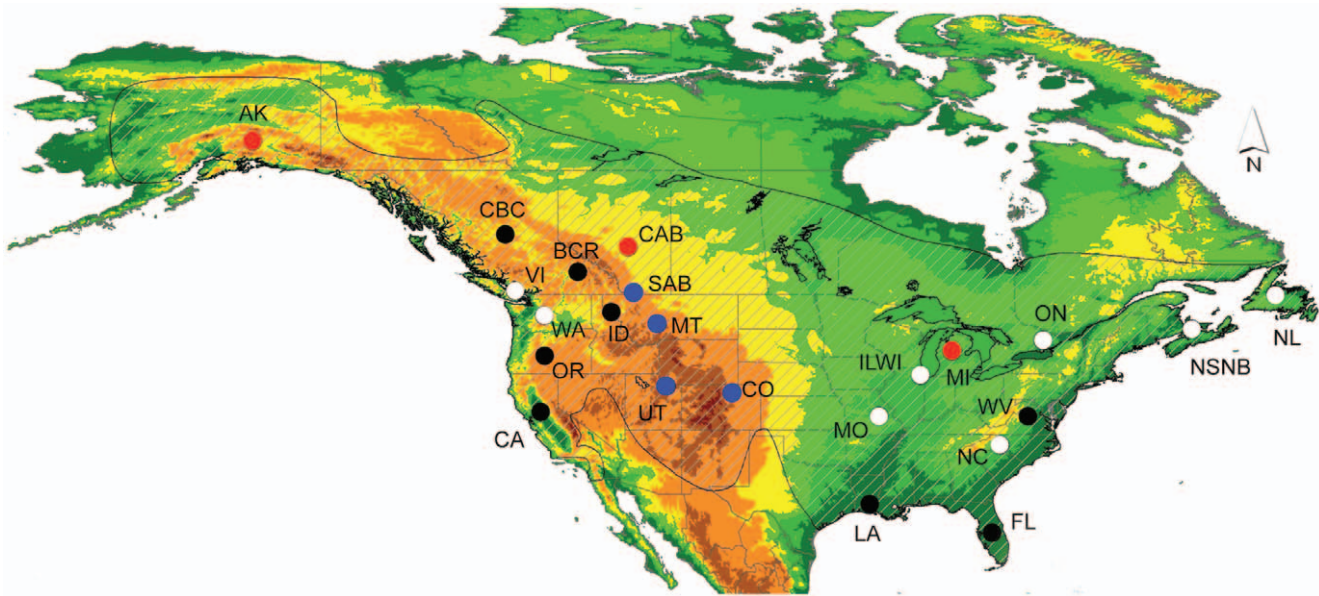 AK
N
CBC
CAB
BCR
VI
SAB
WA
ID
MT
ON
NL
OR
ILWI
MI
NSNB
UT
CO
WV
CA
MO
NC
LA
FL